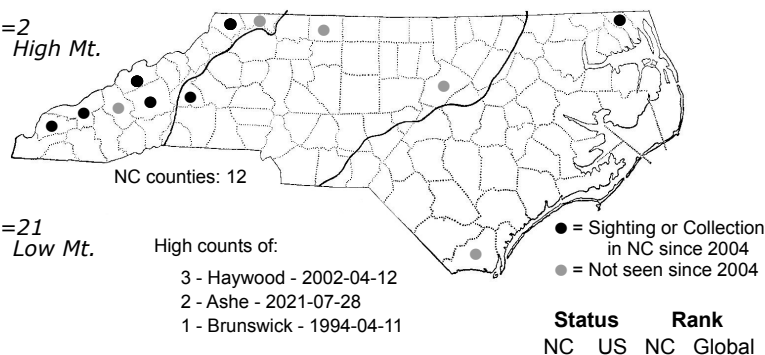 =2
High Mt.
NC counties: 12
=21
Low Mt.
High counts of:
3 - Haywood - 2002-04-12
2 - Ashe - 2021-07-28
1 - Brunswick - 1994-04-11
= Sighting or Collection
in NC since 2004
= Not seen since 2004
Status Rank
NC US NC Global